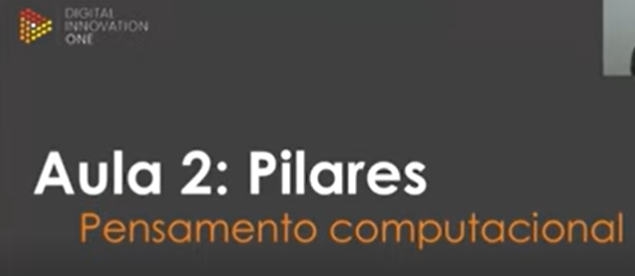 DIGITAL
INNOVATION
ONE
Aula 2: Pilares
Pensamento computacional